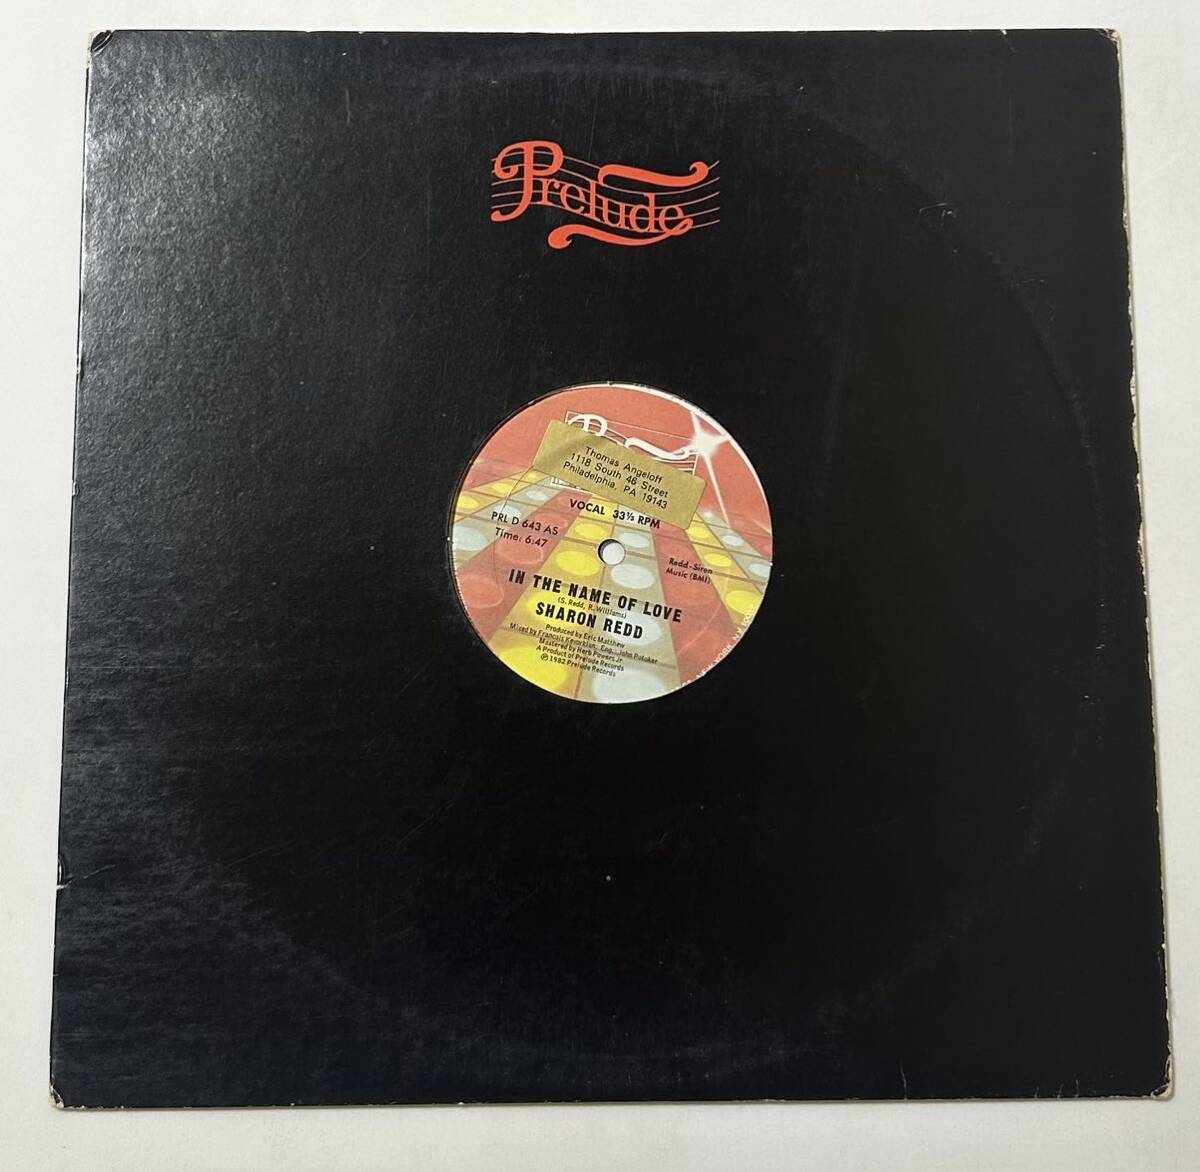 Prelude
Thomas Angeloff
1118 South 46 Street
Philadelphia, PA 19143
VOCAL 33⅓ RPM
PRL D 643 AS
Time: 6:47
Redd-Siren
Music (BMI)
IN THE NAME OF LOVE
(S. Redd, R. Williams)
SHARON REDD
Produced by Eric Matthew
Mixed by Francois Kevorkian, Eng.: John Potoker
Mastered by Herb Powers Jr.
A Product of Prelude Records
℗ 1982 Prelude Records